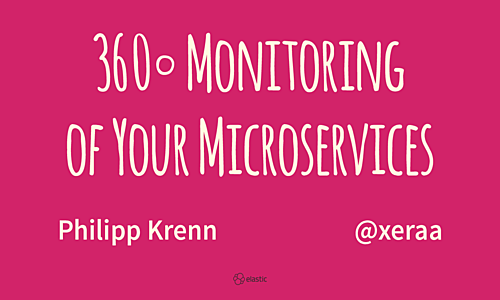 360° Monitoring
of Your Microservices
Philipp Krenn @xeraa
elastic